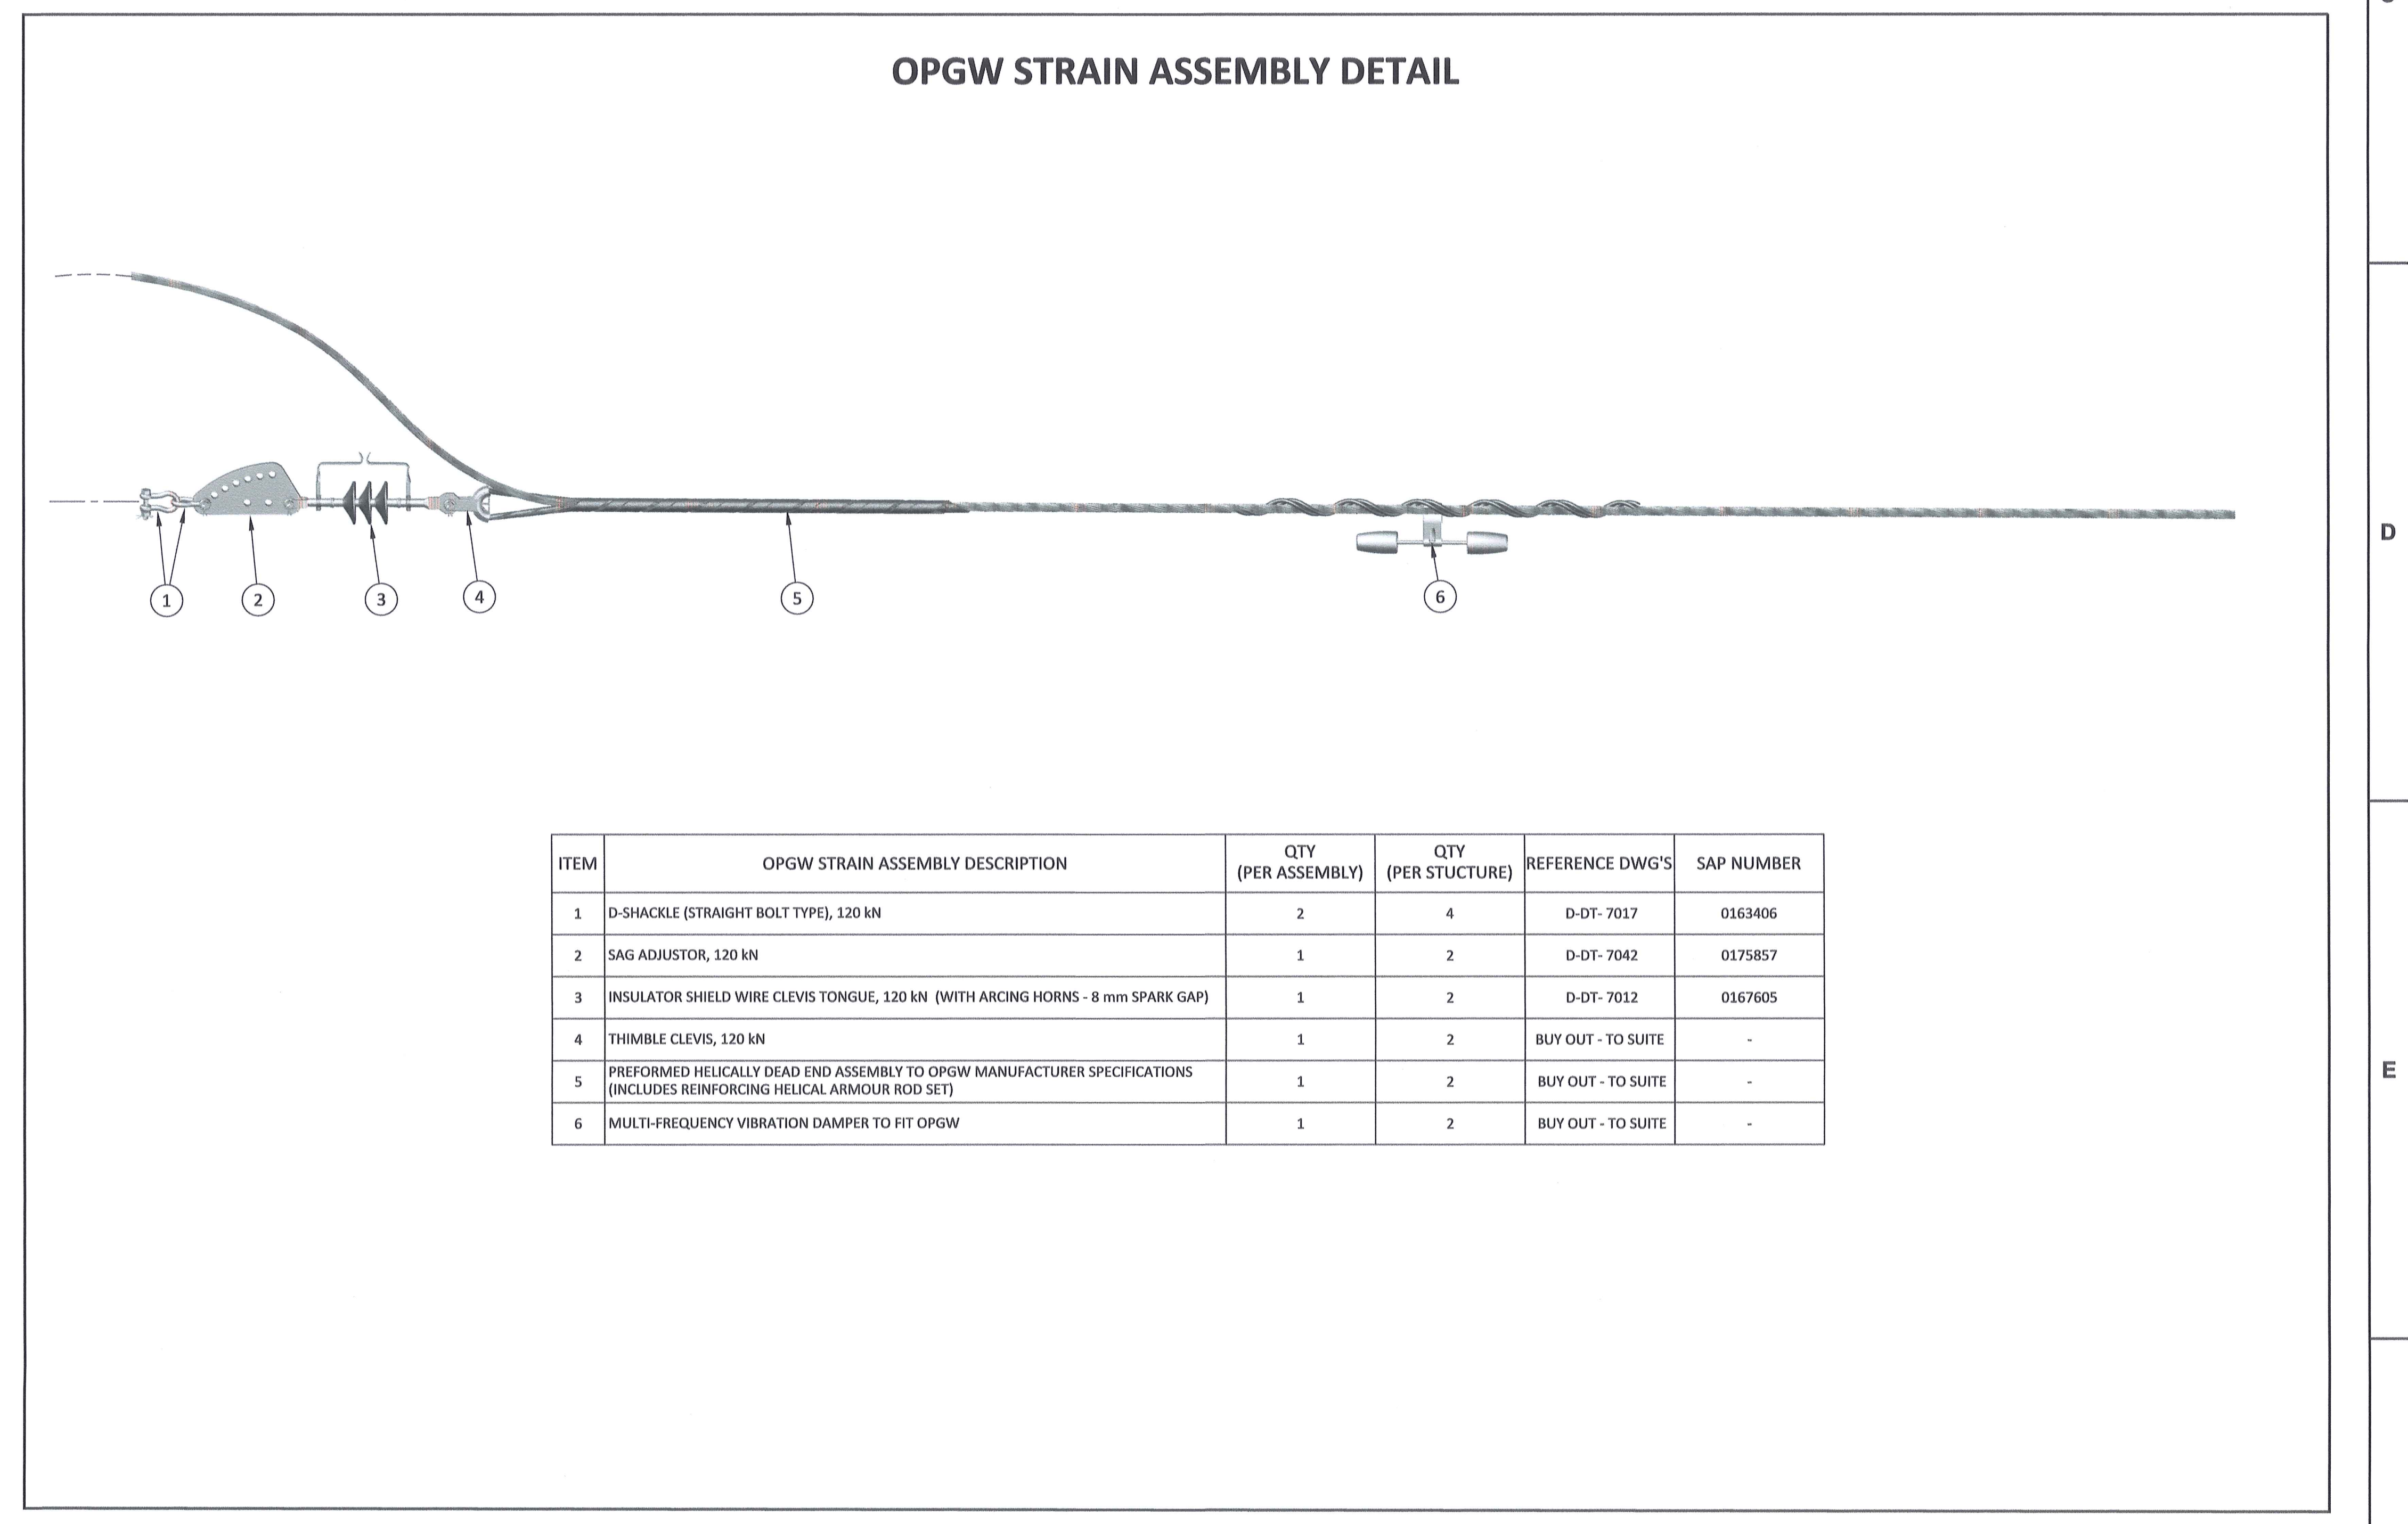 OPGW STRAIN ASSEMBLY DETAIL
1 2 3 4 5 6
D
ITEM OPGW STRAIN ASSEMBLY DESCRIPTION QTY (PER ASSEMBLY) QTY (PER STUCTURE) REFERENCE DWG'S SAP NUMBER
1 D-SHACKLE (STRAIGHT BOLT TYPE), 120 kN 2 4 D-DT- 7017 0163406
2 SAG ADJUSTOR, 120 kN 1 2 D-DT- 7042 0175857
3 INSULATOR SHIELD WIRE CLEVIS TONGUE, 120 kN (WITH ARCING HORNS - 8 mm SPARK GAP) 1 2 D-DT- 7012 0167605
4 THIMBLE CLEVIS, 120 kN 1 2 BUY OUT - TO SUITE -
5 PREFORMED HELICALLY DEAD END ASSEMBLY TO OPGW MANUFACTURER SPECIFICATIONS
(INCLUDES REINFORCING HELICAL ARMOUR ROD SET) 1 2 BUY OUT - TO SUITE -
6 MULTI-FREQUENCY VIBRATION DAMPER TO FIT OPGW 1 2 BUY OUT - TO SUITE -
E